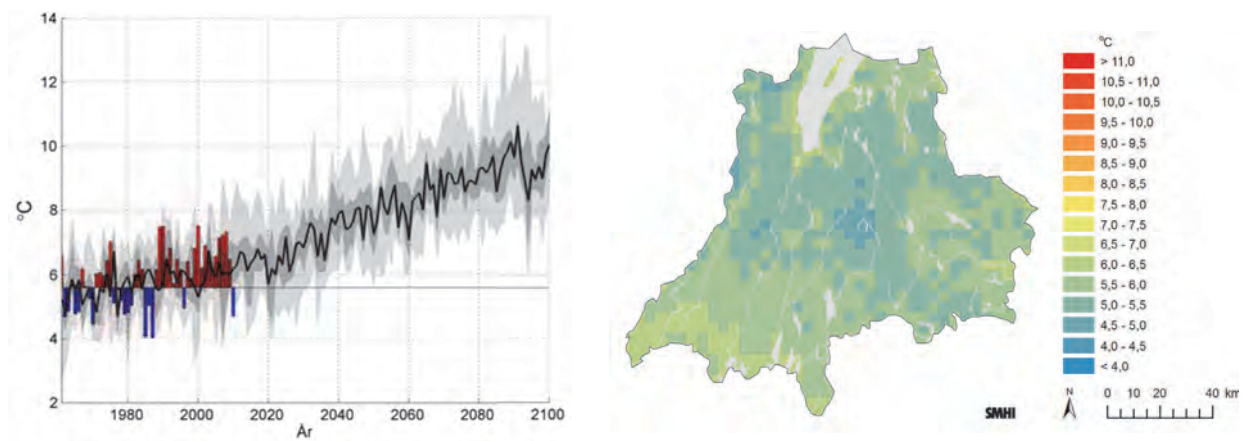 14
12
10
8
6
4
2
°C
1980 2000 2020 2040 2060 2080 2100
År
°C
> 11,0
10,5 - 11,0
10,0 - 10,5
9,5 - 10,0
9,0 - 9,5
8,5 - 9,0
8,0 - 8,5
7,5 - 8,0
7,0 - 7,5
6,5 - 7,0
6,0 - 6,5
5,5 - 6,0
5,0 - 5,5
4,5 - 5,0
4,0 - 4,5
< 4,0
SMHI
N
0 10 20 40 km